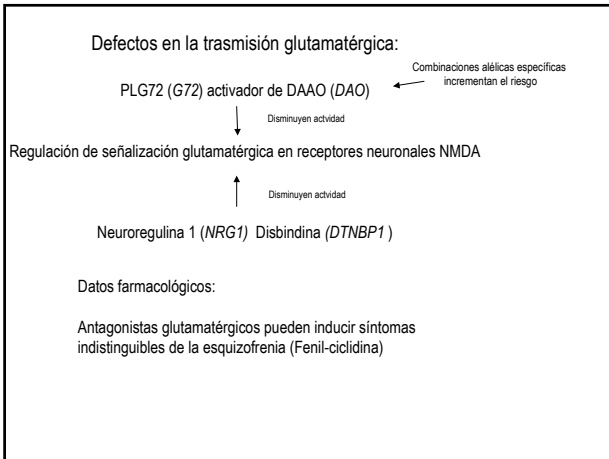 Defectos en la trasmisión glutamatérgica:
Combinaciones alélicas específicas
incrementan el riesgo
PLG72 (G72) activador de DAAO (DAO)
Disminuyen actvidad
Regulación de señalización glutamatérgica en receptores neuronales NMDA
Disminuyen actvidad
Neuroregulina 1 (NRG1) Disbindina (DTNBP1 )
Datos farmacológicos:
Antagonistas glutamatérgicos pueden inducir síntomas
indistinguibles de la esquizofrenia (Fenil-ciclidina)